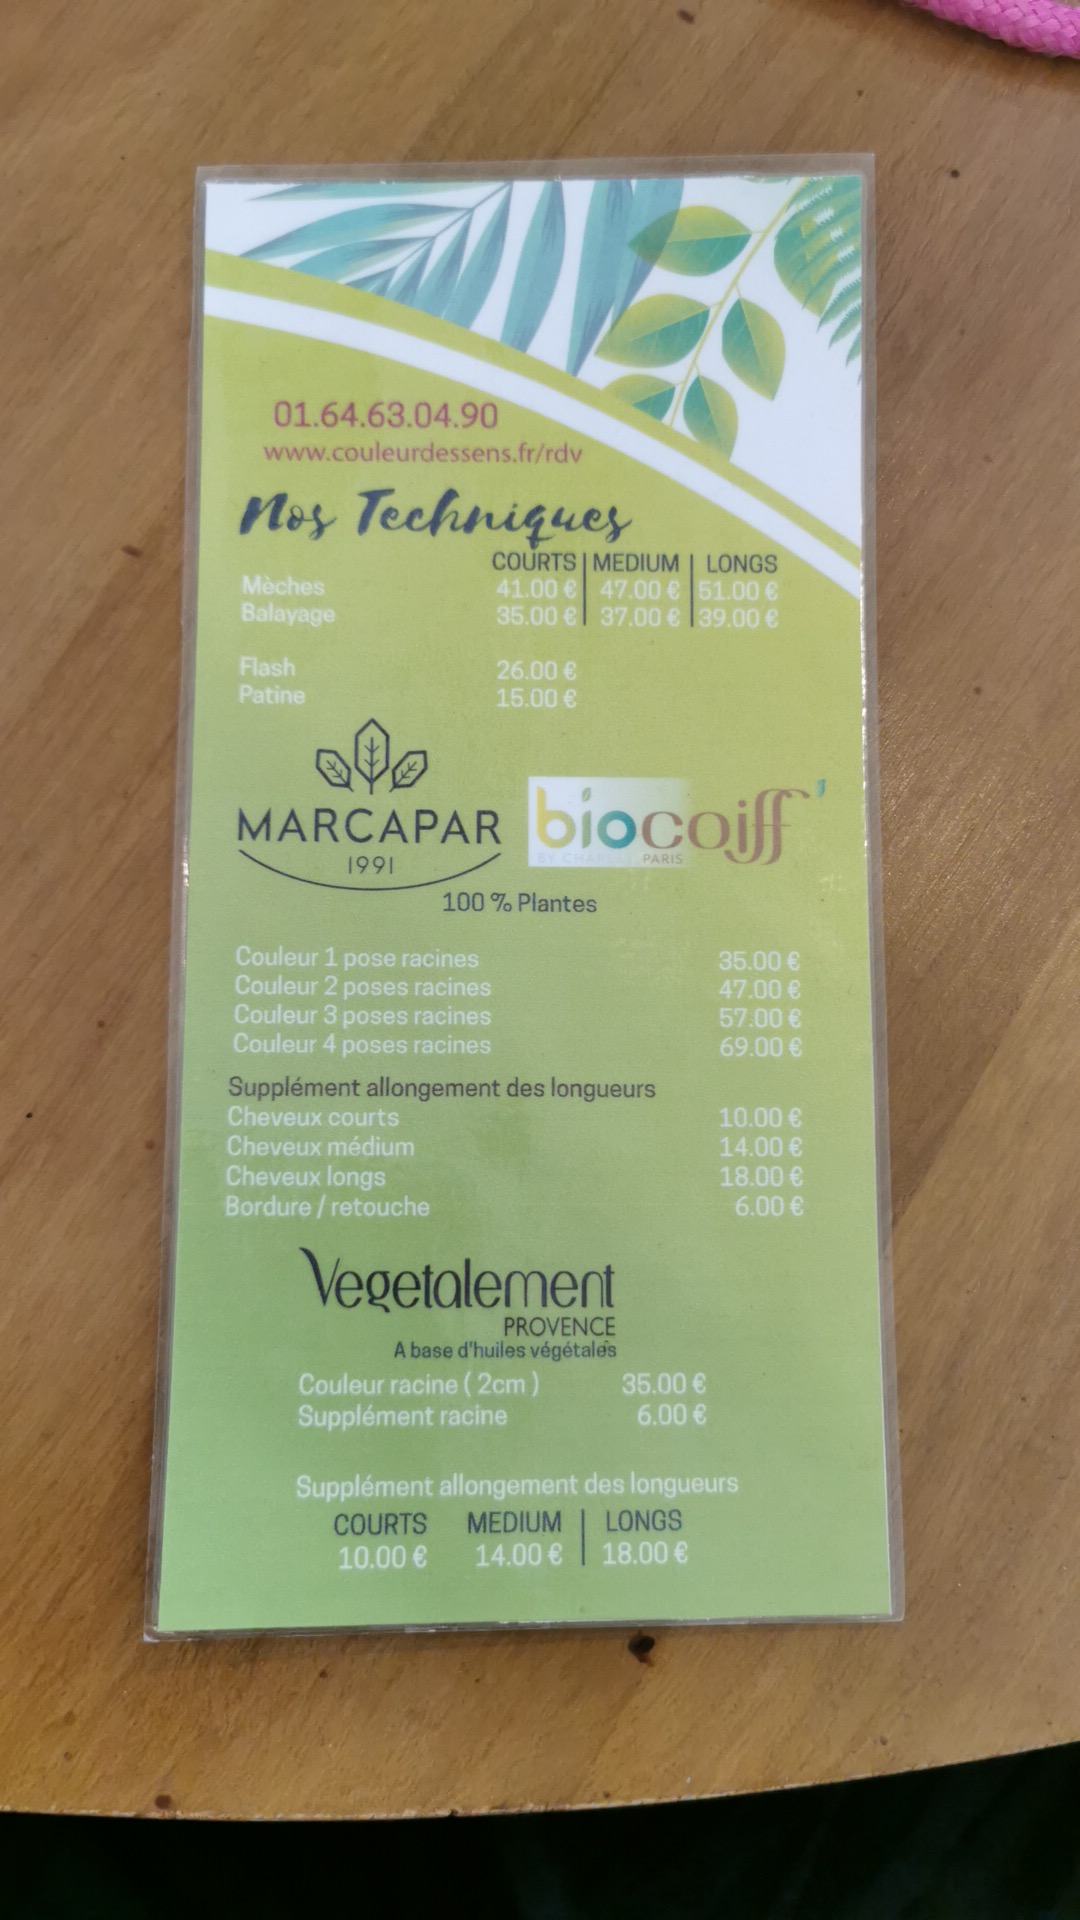 01.64.63.04.90
www.couleurdessens.fr/rdv
Nos Techniques
COURTS | MEDIUM | LONGS
Mèches 41.00 € 47.00 € 51.00 €
Balayage 35.00 € 37.00 € 39.00 €
Flash 26.00 €
Patine 15.00 €
MARCAPAR
1991
biocoiff'
BY CHARLES PARIS
100 % Plantes
Couleur 1 pose racines 35.00 €
Couleur 2 poses racines 47.00 €
Couleur 3 poses racines 57.00 €
Couleur 4 poses racines 69.00 €
Supplément allongement des longueurs
Cheveux courts 10.00 €
Cheveux médium 14.00 €
Cheveux longs 18.00 €
Bordure / retouche 6.00 €
Vegetalement
PROVENCE
A base d'huiles végétales
Couleur racine ( 2cm ) 35.00 €
Supplément racine 6.00 €
Supplément allongement des longueurs
COURTS MEDIUM | LONGS
10.00 € 14.00 € 18.00 €